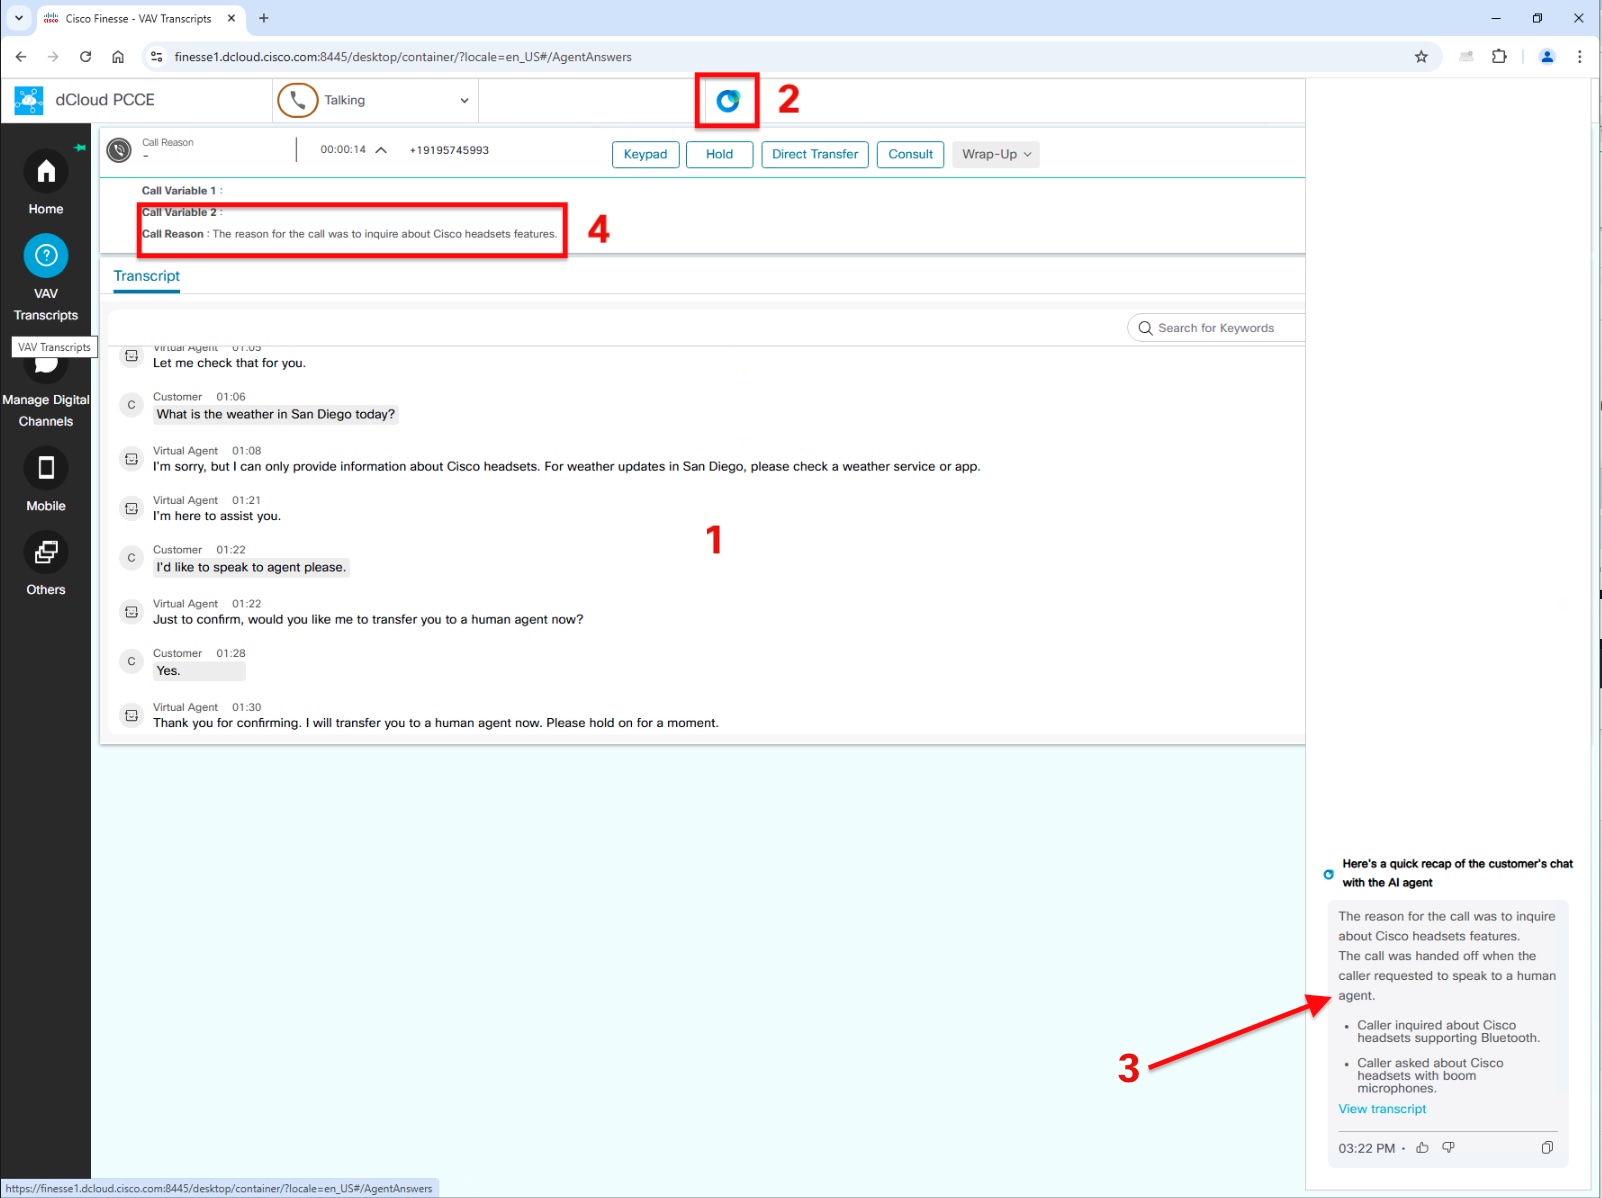 Cisco Finesse - VAV Transcripts
finesse1.dcloud.cisco.com:8445/desktop/container/?locale=en_US#/AgentAnswers
dCloud PCCE
Talking
2
Call Reason
-
00:00:14
+19195745993
Keypad
Hold
Direct Transfer
Consult
Wrap-Up
Call Variable 1 :
Call Variable 2 :
Call Reason : The reason for the call was to inquire about Cisco headsets features.
4
Home
VAV
Transcripts
VAV Transcripts
Manage Digital
Channels
Mobile
Others
Transcript
Search for Keywords
Virtual Agent 01:05
Let me check that for you.
C
Customer 01:06
What is the weather in San Diego today?
Virtual Agent 01:08
I'm sorry, but I can only provide information about Cisco headsets. For weather updates in San Diego, please check a weather service or app.
Virtual Agent 01:21
I'm here to assist you.
1
C
Customer 01:22
I'd like to speak to agent please.
Virtual Agent 01:22
Just to confirm, would you like me to transfer you to a human agent now?
C
Customer 01:28
Yes.
Virtual Agent 01:30
Thank you for confirming. I will transfer you to a human agent now. Please hold on for a moment.
Here's a quick recap of the customer's chat
with the AI agent
The reason for the call was to inquire
about Cisco headsets features.
The call was handed off when the
caller requested to speak to a human
agent.
• Caller inquired about Cisco
headsets supporting Bluetooth.
• Caller asked about Cisco
headsets with boom
microphones.
View transcript
03:22 PM •
3
https://finesse1.dcloud.cisco.com:8445/desktop/container/?locale=en_US#/AgentAnswers